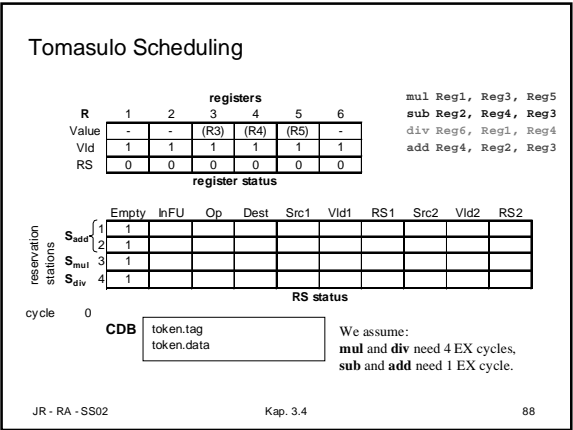 Tomasulo Scheduling
registers
R 1 2 3 4 5 6
Value - - (R3) (R4) (R5) -
Vld 1 1 1 1 1 1
RS 0 0 0 0 0 0
register status
mul Reg1, Reg3, Reg5
sub Reg2, Reg4, Reg3
div Reg6, Reg1, Reg4
add Reg4, Reg2, Reg3
Empty InFU Op Dest Src1 Vld1 RS1 Src2 Vld2 RS2
reservation
stations
Sadd 1 1
2 1
Smul 3 1
Sdiv 4 1
RS status
cycle 0
CDB
token.tag
token.data
We assume:
mul and div need 4 EX cycles,
sub and add need 1 EX cycle.
JR - RA - SS02 Kap. 3.4 88